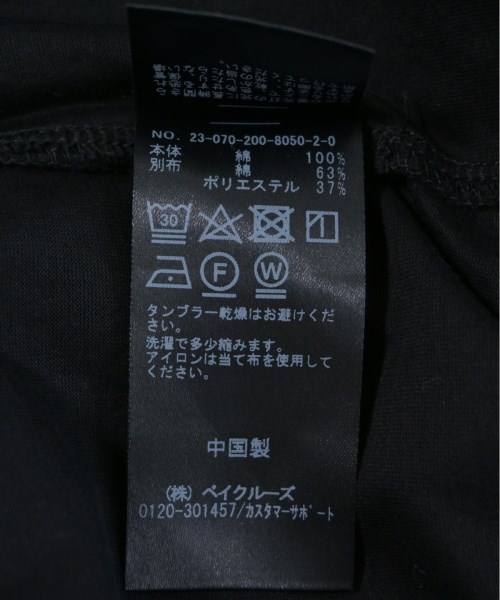 NO. 23-070-200-8050-2-0
本体 綿 100%
別布 綿 63%
ポリエステル 37%
30
1
F W
タンブラー乾燥はお避けくだ
さい。
洗濯で多少縮みます。
アイロンは当て布を使用して
ください。
中国製
(株) ベイクルーズ
0120-301457/カスタマーサポート